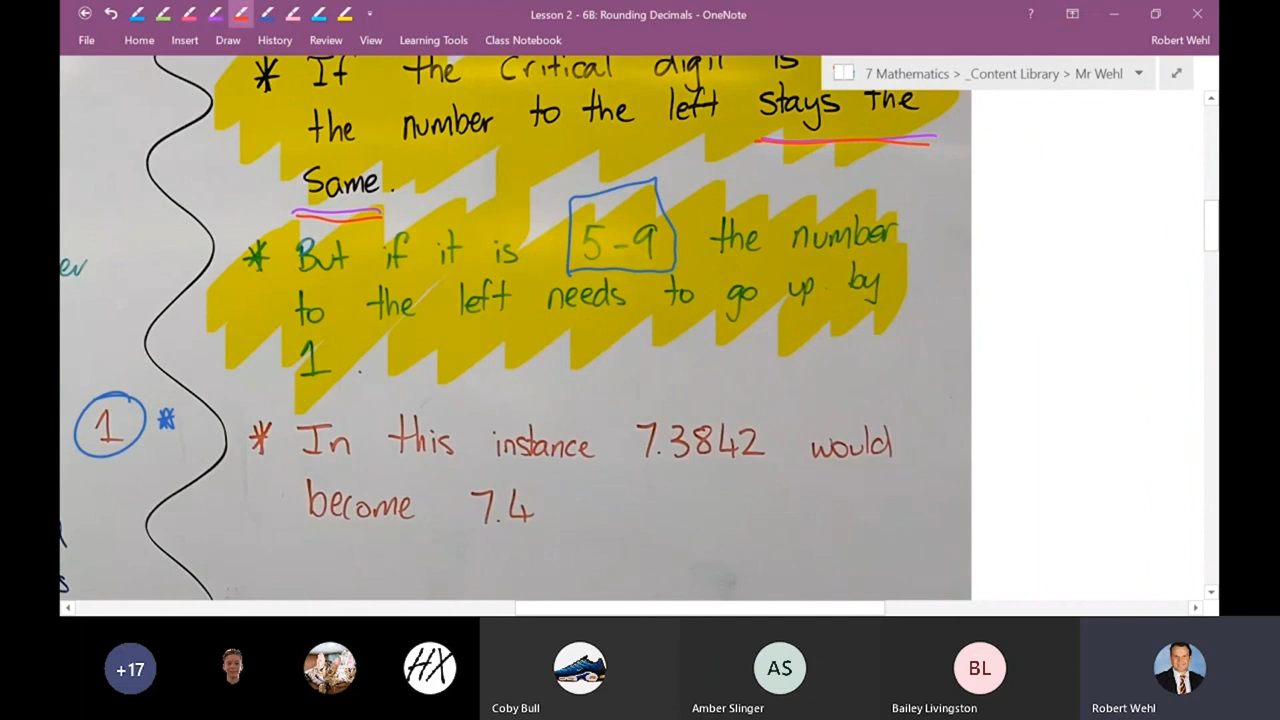 Lesson 2 - 6B: Rounding Decimals - OneNote
File Home Insert Draw History Review View Learning Tools Class Notebook
Robert Wehl
7 Mathematics > _Content Library > Mr Wehl
* If the Critical digit is
the number to the left stays the
Same.
* But if it is 5-9 the number
to the left needs to go up by
1.
er
1 *
* In this instance 7.3842 would
become 7.4
s
+17
HX
AS
BL
Coby Bull
Amber Slinger
Bailey Livingston
Robert Wehl